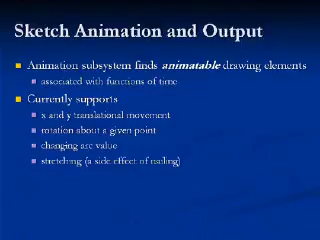 Sketch Animation and Output
Animation subsystem finds animatable drawing elements
associated with functions of time
Currently supports
x and y translational movement
rotation about a given point
changing arc value
stretching (a side effect of nailing)